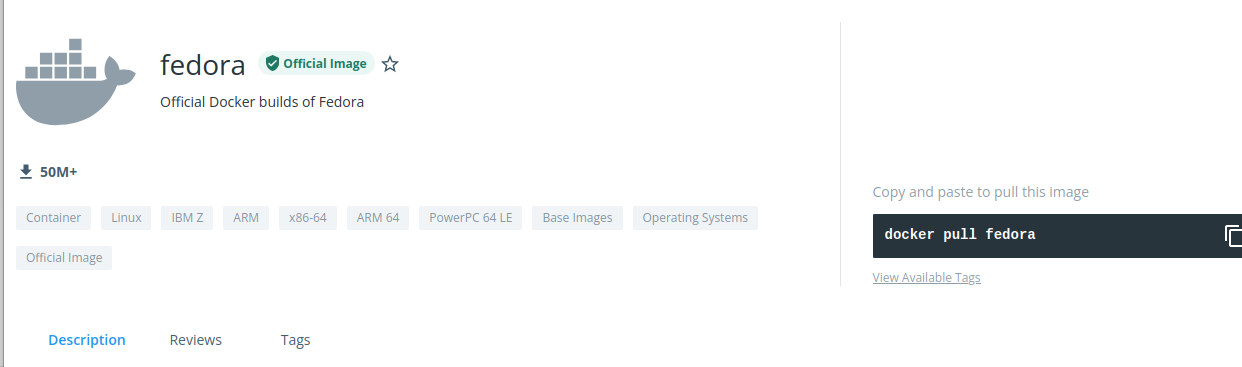 fedora Official Image
Official Docker builds of Fedora
50M+
Container Linux IBM Z ARM x86-64 ARM 64 PowerPC 64 LE Base Images Operating Systems
Official Image
Copy and paste to pull this image
docker pull fedora
View Available Tags
Description Reviews Tags